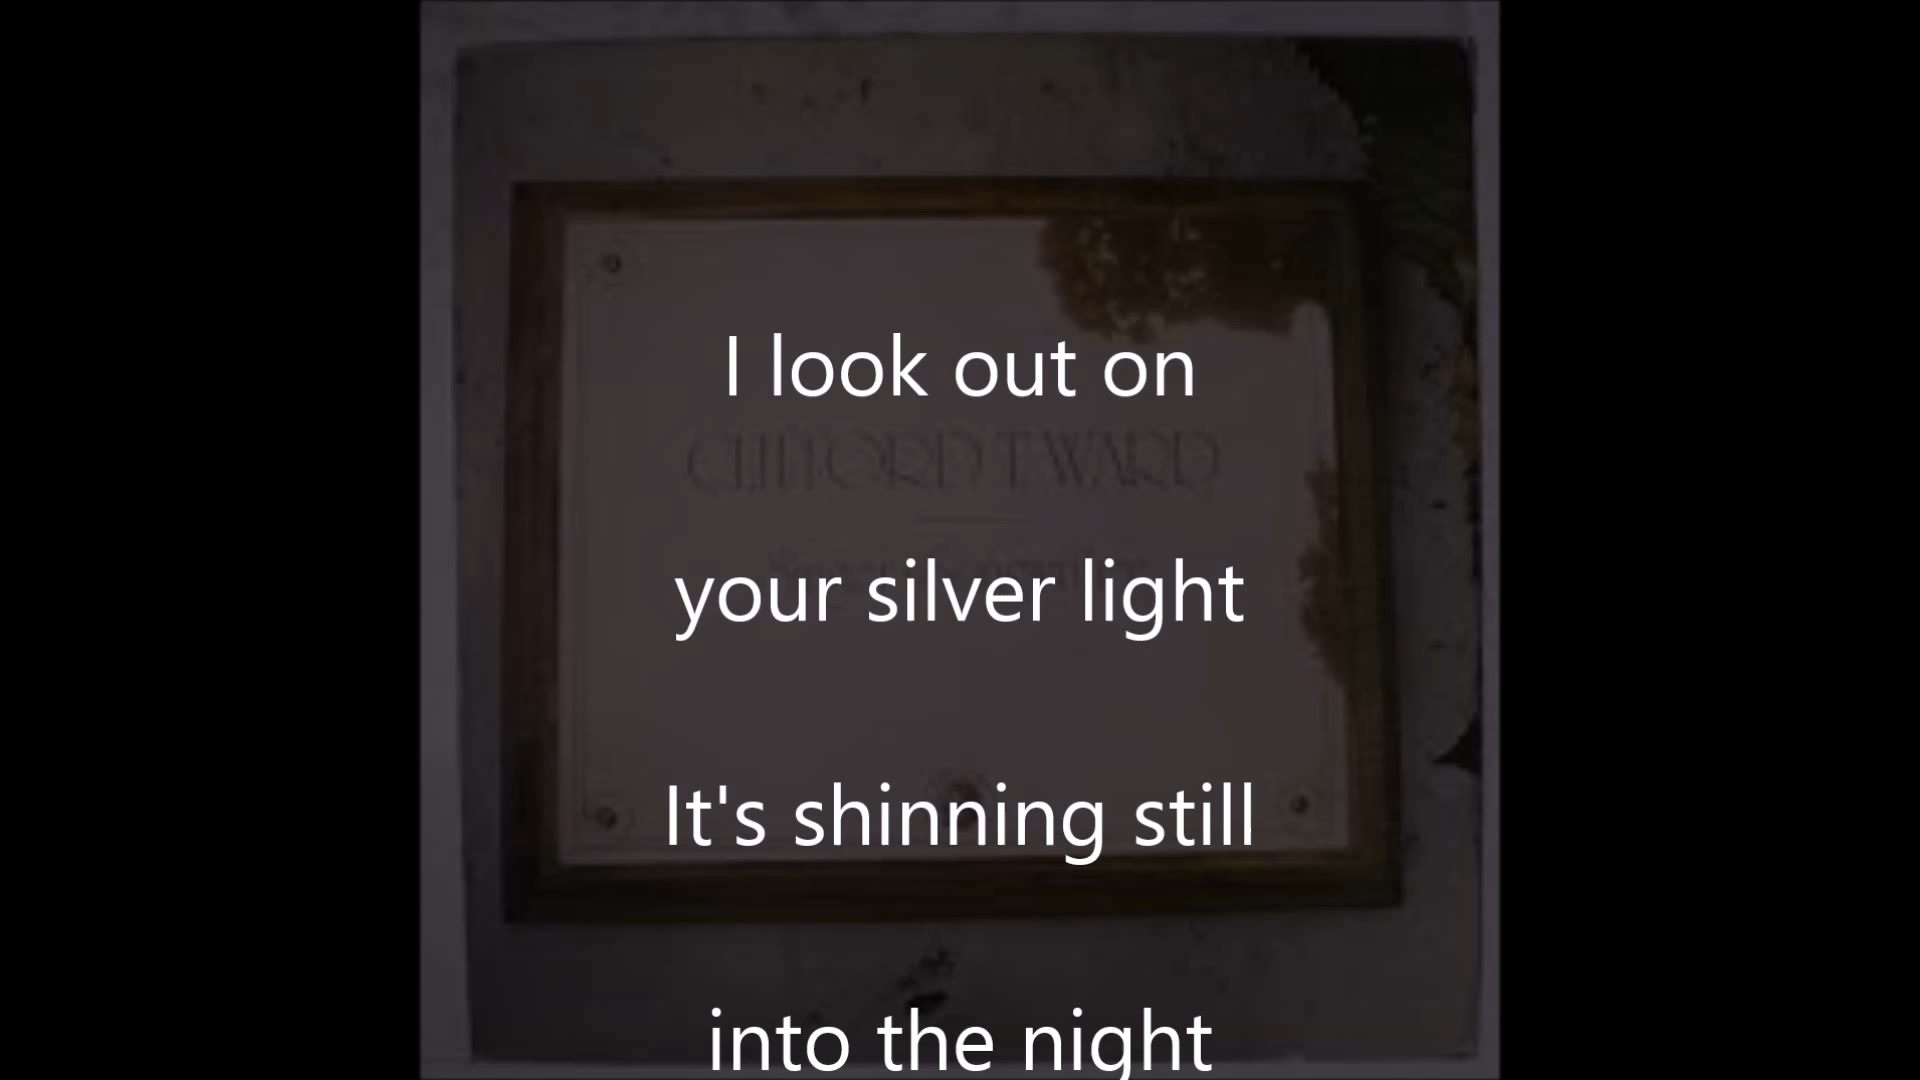 I look out on
CLIFFORD T. WARD
your silver light
It's shinning still
into the night